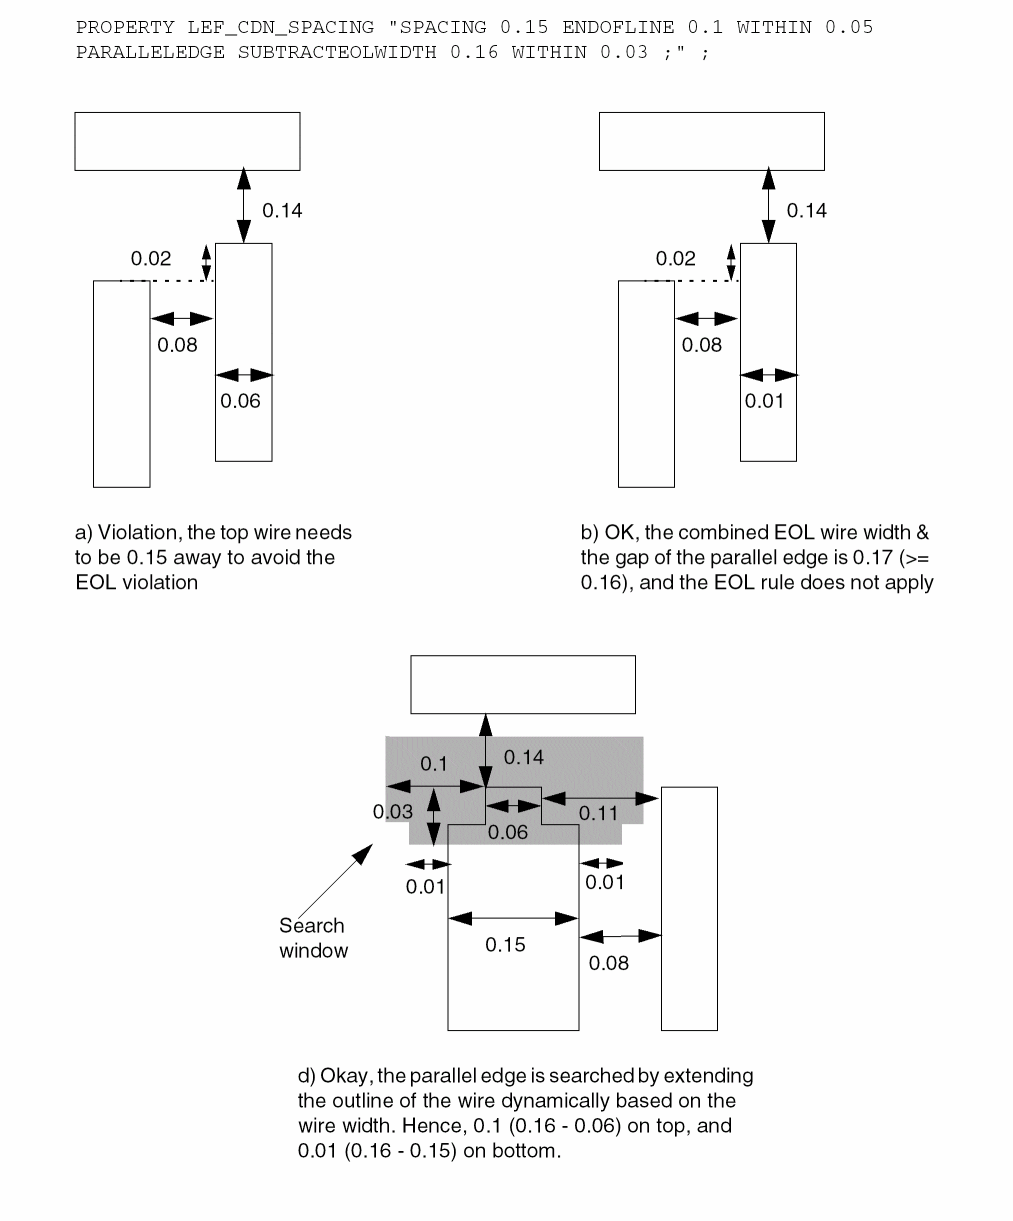 PROPERTY LEF_CDN_SPACING "SPACING 0.15 ENDOFLINE 0.1 WITHIN 0.05
PARALLELEDGE SUBTRACTEOLWIDTH 0.16 WITHIN 0.03 ;" ;
0.14
0.02
0.08
0.06
a) Violation, the top wire needs
to be 0.15 away to avoid the
EOL violation
0.14
0.02
0.08
0.01
b) OK, the combined EOL wire width &
the gap of the parallel edge is 0.17 (>=
0.16), and the EOL rule does not apply
0.14
0.1
0.03
0.11
0.06
0.01
0.01
Search
window
0.15
0.08
d) Okay, the parallel edge is searched by extending
the outline of the wire dynamically based on the
wire width. Hence, 0.1 (0.16 - 0.06) on top, and
0.01 (0.16 - 0.15) on bottom.